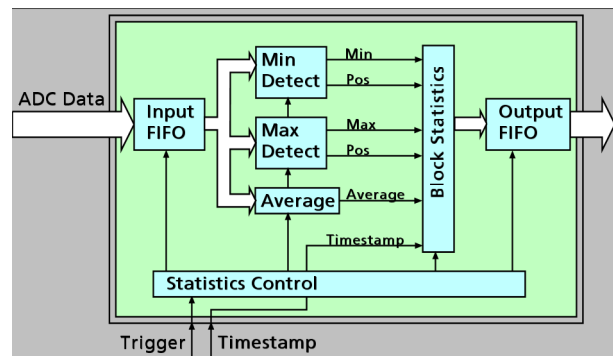 ADC Data
Input
FIFO
Min
Detect
Min
Pos
Max
Detect
Max
Pos
Average
Average
Timestamp
Block Statistics
Output
FIFO
Statistics Control
Trigger
Timestamp